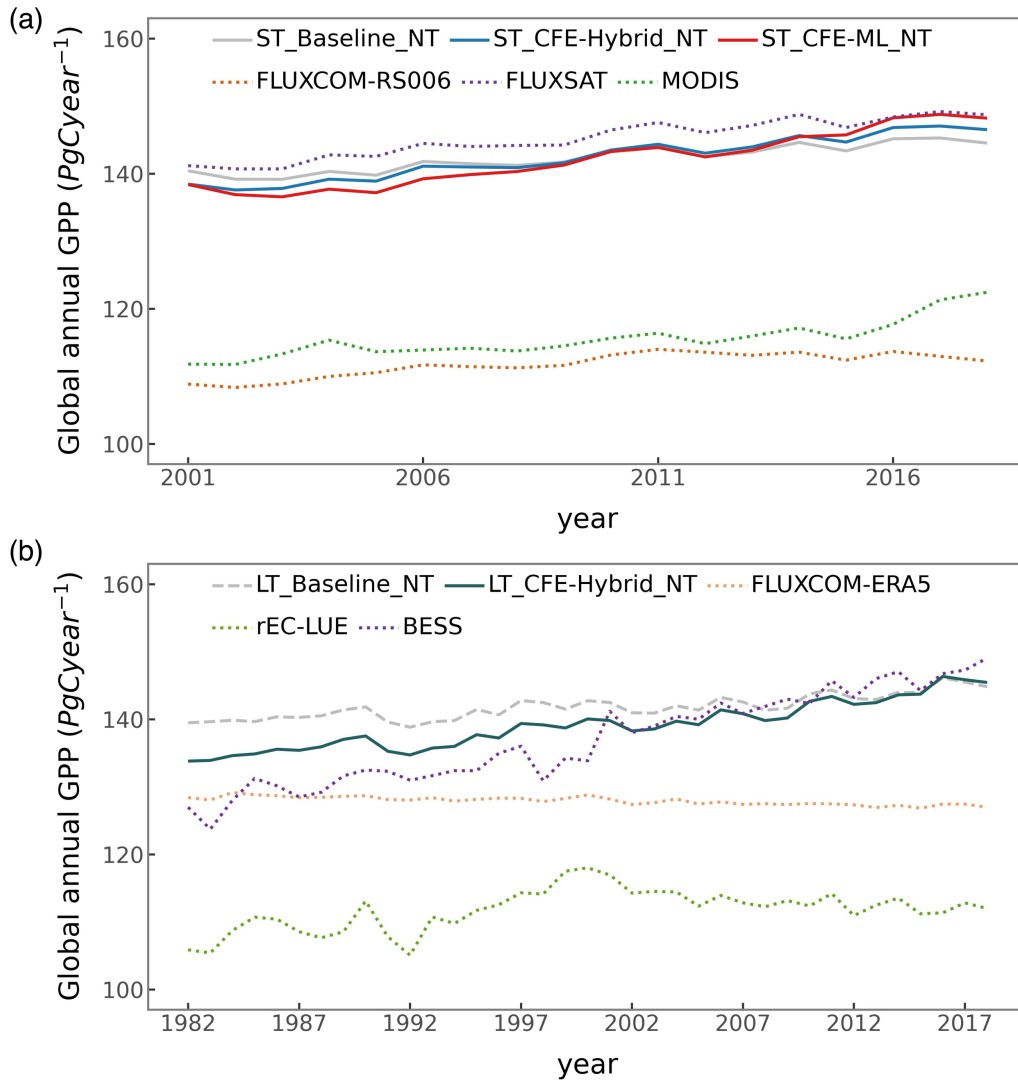 (a)
160
ST_Baseline_NT ST_CFE-Hybrid_NT ST_CFE-ML_NT
FLUXCOM-RS006 FLUXSAT MODIS
140
120
100
Global annual GPP (PgCyear⁻¹)
2001 2006 2011 2016
year
(b)
160
LT_Baseline_NT LT_CFE-Hybrid_NT FLUXCOM-ERA5
rEC-LUE BESS
140
120
100
Global annual GPP (PgCyear⁻¹)
1982 1987 1992 1997 2002 2007 2012 2017
year